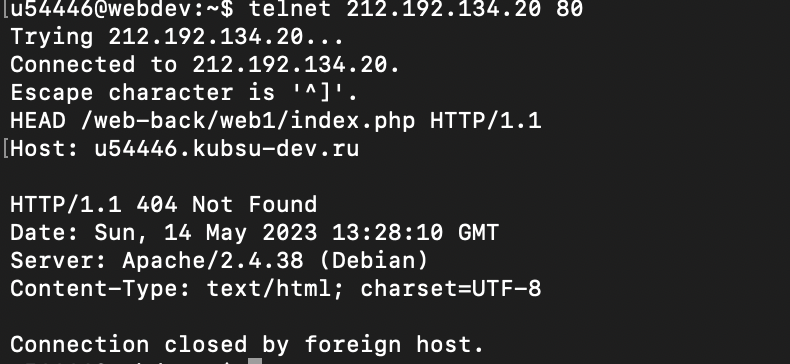 [u54446@webdev:~$ telnet 212.192.134.20 80
Trying 212.192.134.20...
Connected to 212.192.134.20.
Escape character is '^]'.
HEAD /web-back/web1/index.php HTTP/1.1
[Host: u54446.kubsu-dev.ru
HTTP/1.1 404 Not Found
Date: Sun, 14 May 2023 13:28:10 GMT
Server: Apache/2.4.38 (Debian)
Content-Type: text/html; charset=UTF-8
Connection closed by foreign host.